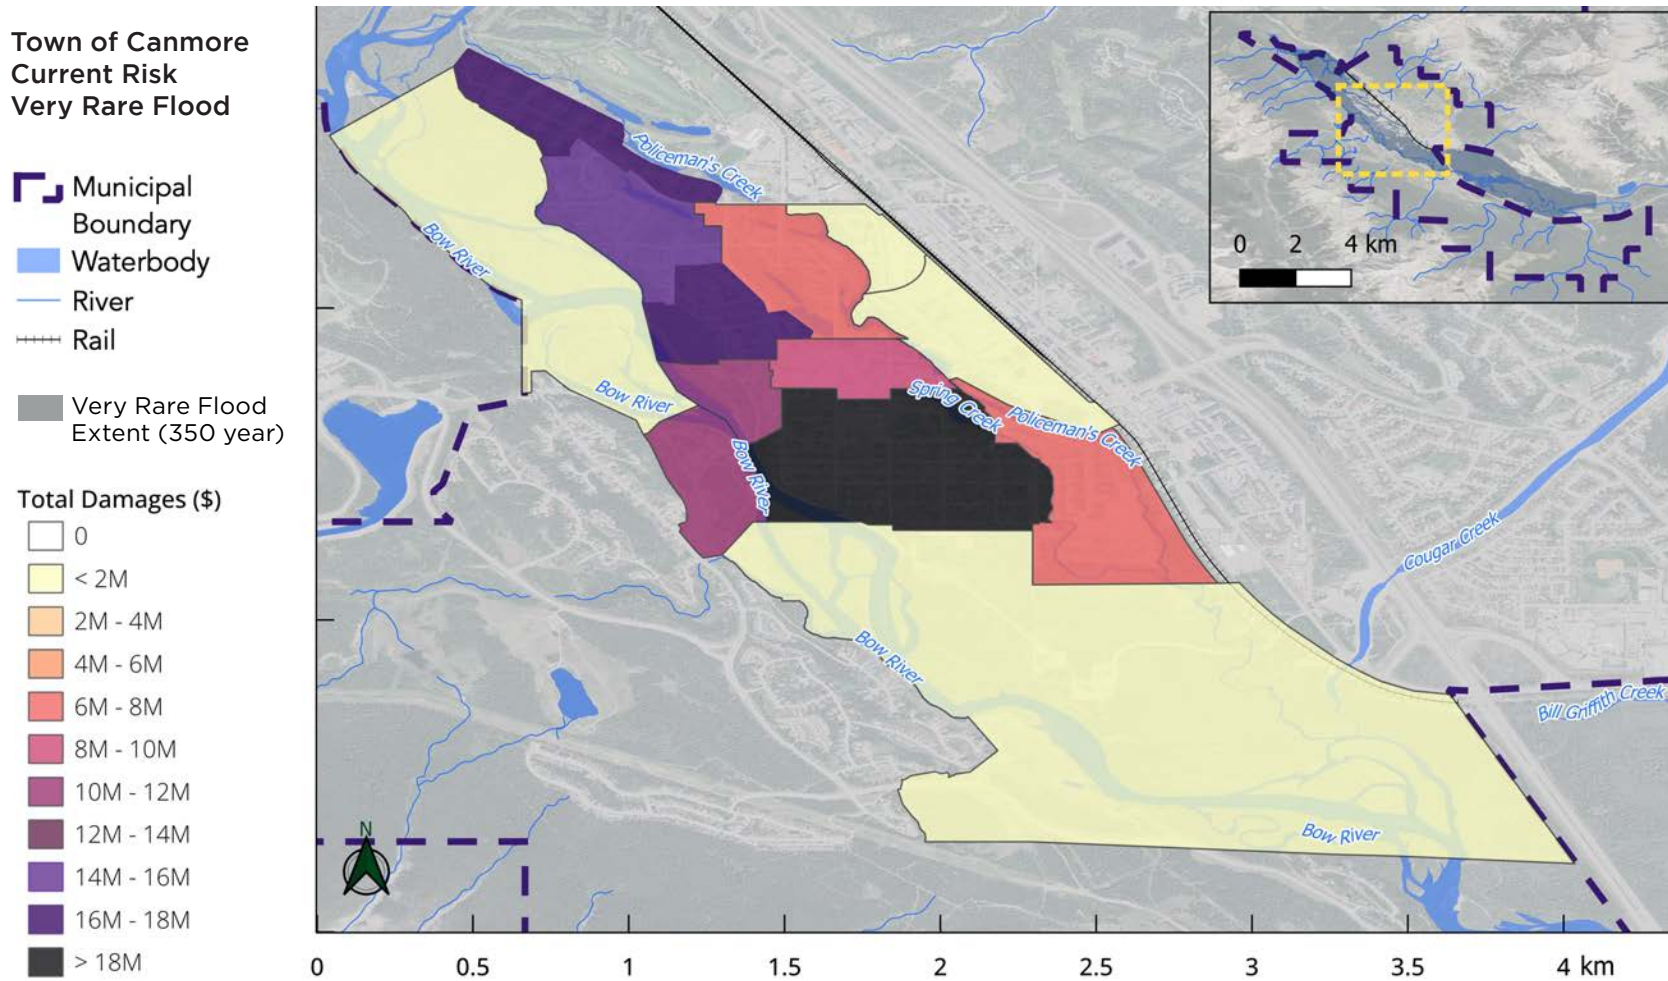 Town of Canmore
Current Risk
Very Rare Flood
Municipal
Boundary
Waterbody
River
Rail
Very Rare Flood
Extent (350 year)
Total Damages ($)
0
< 2M
2M - 4M
4M - 6M
6M - 8M
8M - 10M
10M - 12M
12M - 14M
14M - 16M
16M - 18M
> 18M
Policeman's Creek
Bow River
Bow River
Spring Creek
Policeman's Creek
Bow River
Cougar Creek
Bow River
Bill Griffith Creek
Bow River
N
0 2 4 km
0 0.5 1 1.5 2 2.5 3 3.5 4 km